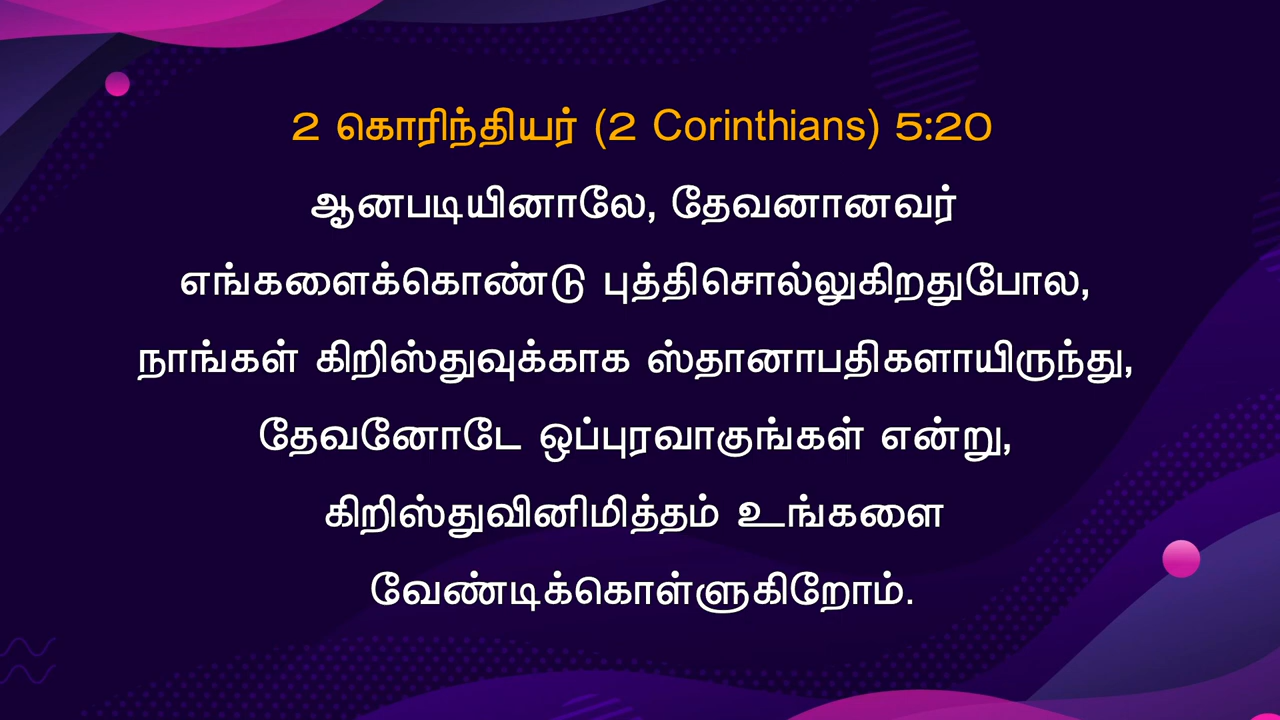 2 கொரிந்தியர் (2 Corinthians) 5:20
ஆனபடியினாலே, தேவனானவர்
எங்களைக்கொண்டு புத்திசொல்லுகிறதுபோல,
நாங்கள் கிறிஸ்துவுக்காக ஸ்தானாபதிகளாயிருந்து,
தேவனோடே ஒப்புரவாகுங்கள் என்று,
கிறிஸ்துவினிமித்தம் உங்களை
வேண்டிக்கொள்ளுகிறோம்.